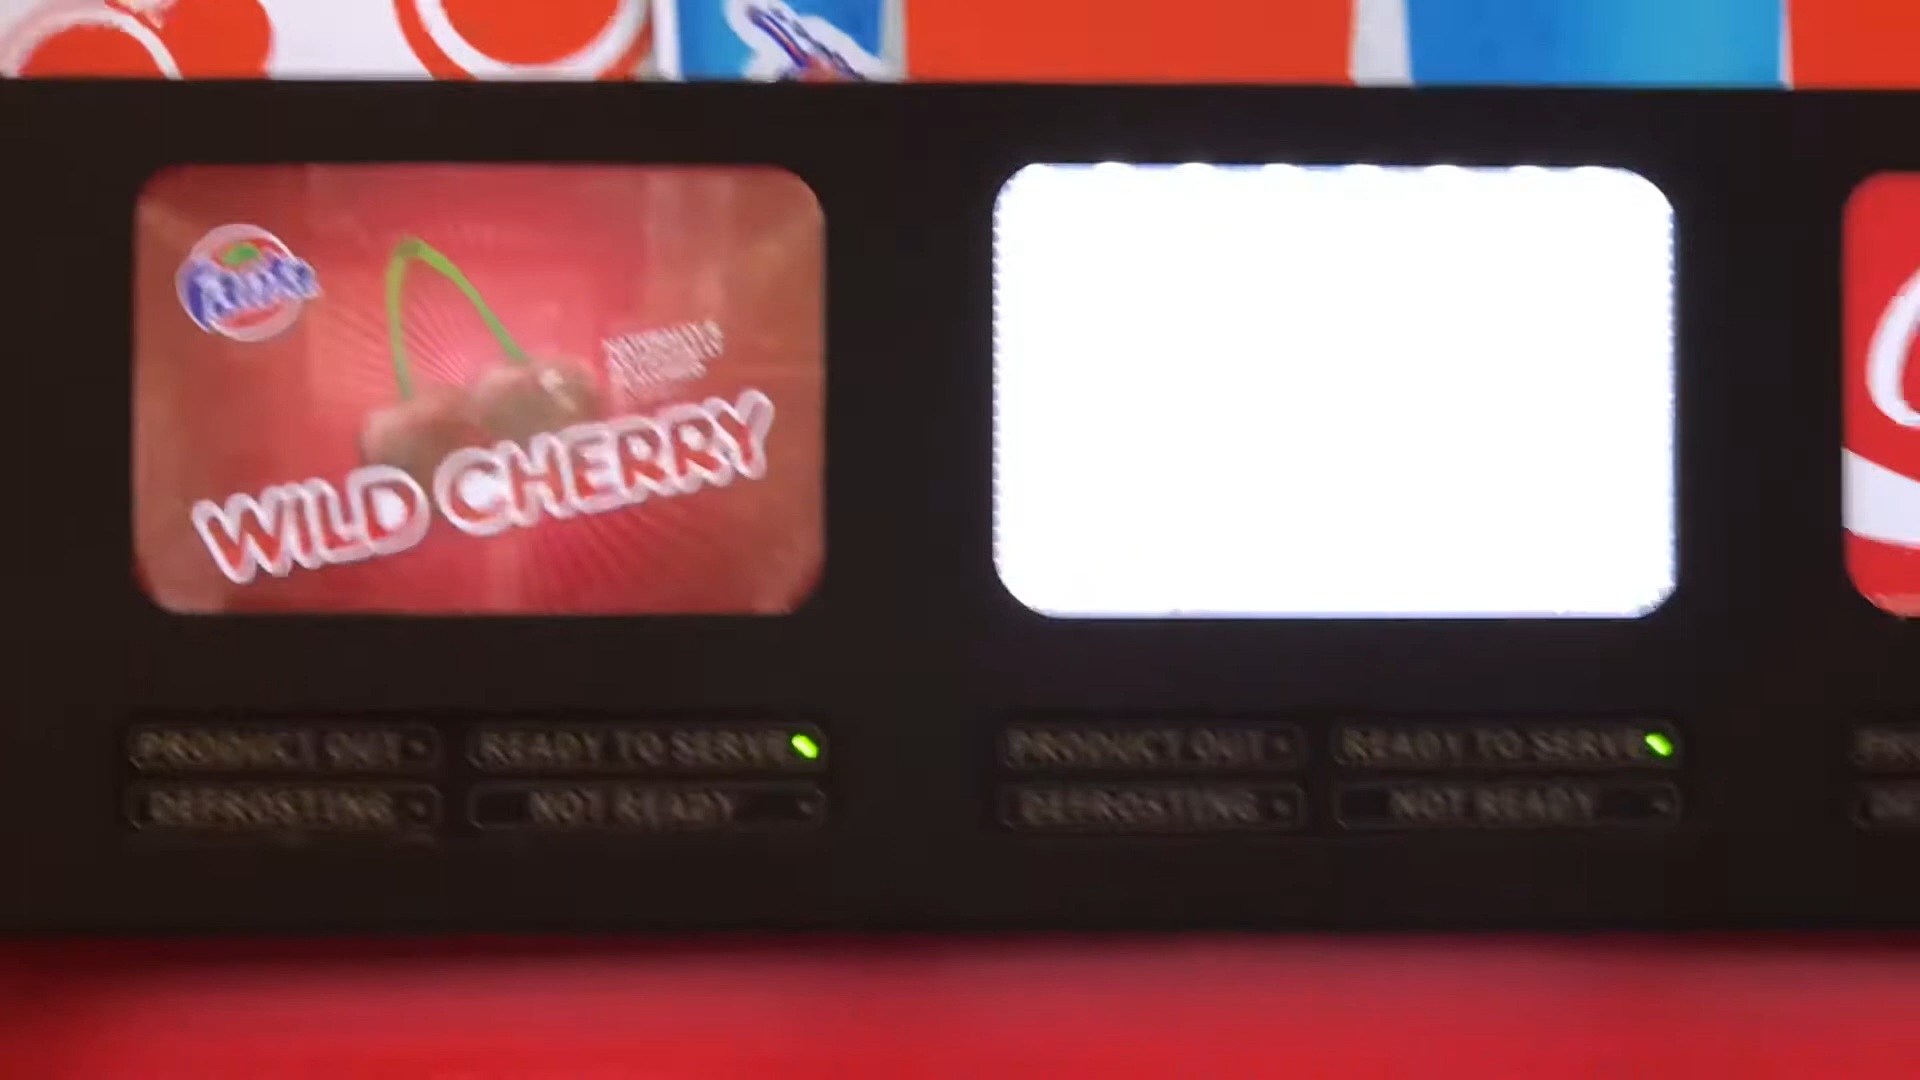 Fanta
WILD CHERRY
PRODUCT OUT
READY TO SERVE
DEFROSTING
NOT READY
PRODUCT OUT
READY TO SERVE
DEFROSTING
NOT READY